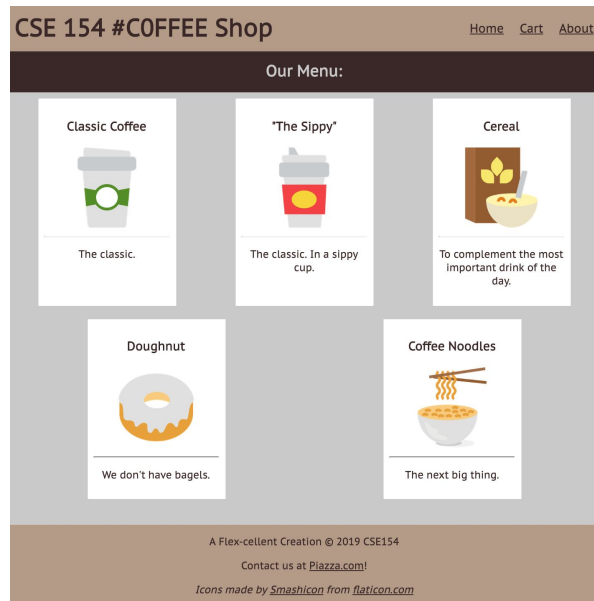 CSE 154 #C0FFEE Shop
Home Cart About
Our Menu:
Classic Coffee
The classic.
"The Sippy"
The classic. In a sippy
cup.
Cereal
To complement the most
important drink of the
day.
Doughnut
We don't have bagels.
Coffee Noodles
The next big thing.
A Flex-cellent Creation © 2019 CSE154
Contact us at Piazza.com!
Icons made by Smashicon from flaticon.com